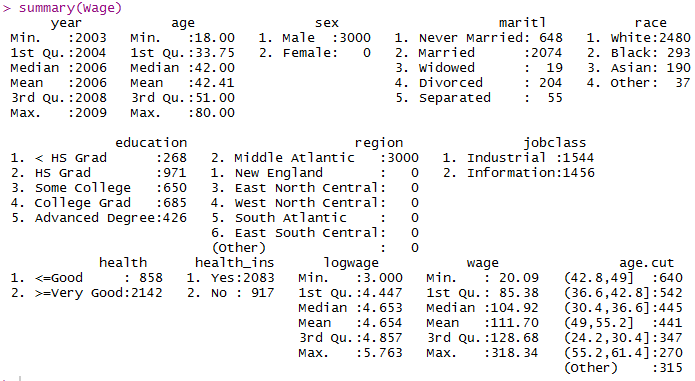 > summary(Wage)
      year           age              sex                    maritl           race
 Min.   :2003   Min.   :18.00   1. Male  :3000   1. Never Married: 648   1. White:2480
 1st Qu.:2004   1st Qu.:33.75   2. Female:   0   2. Married      :2074   2. Black: 293
 Median :2006   Median :42.00                    3. Widowed      :  19   3. Asian: 190
 Mean   :2006   Mean   :42.41                    4. Divorced     : 204   4. Other:  37
 3rd Qu.:2008   3rd Qu.:51.00                    5. Separated    :  55
 Max.   :2009   Max.   :80.00
              education                     region               jobclass
 1. < HS Grad      :268   2. Middle Atlantic   :3000   1. Industrial :1544
 2. HS Grad        :971   1. New England       :   0   2. Information:1456
 3. Some College   :650   3. East North Central:   0
 4. College Grad   :685   4. West North Central:   0
 5. Advanced Degree:426   5. South Atlantic    :   0
                          6. East South Central:   0
                          (Other)              :   0
            health      health_ins      logwage           wage            age.cut
 1. <=Good     : 858   1. Yes:2083   Min.   :3.000   Min.   : 20.09   (42.8,49]  :640
 2. >=Very Good:2142   2. No : 917   1st Qu.:4.447   1st Qu.: 85.38   (36.6,42.8]:542
                                     Median :4.653   Median :104.92   (30.4,36.6]:445
                                     Mean   :4.654   Mean   :111.70   (49,55.2]  :441
                                     3rd Qu.:4.857   3rd Qu.:128.68   (24.2,30.4]:347
                                     Max.   :5.763   Max.   :318.34   (55.2,61.4]:270
                                                                      (Other)    :315